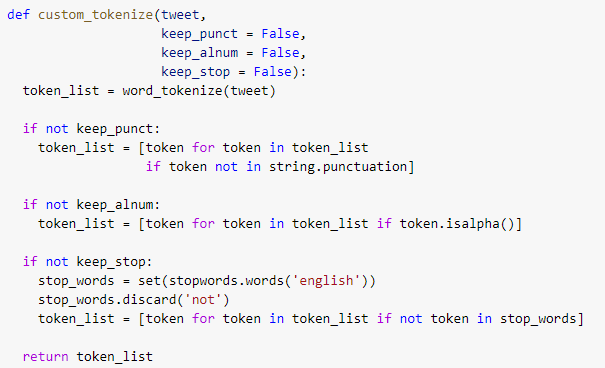 def custom_tokenize(tweet,
                    keep_punct = False,
                    keep_alnum = False,
                    keep_stop = False):
  token_list = word_tokenize(tweet)

  if not keep_punct:
    token_list = [token for token in token_list
                  if token not in string.punctuation]

  if not keep_alnum:
    token_list = [token for token in token_list if token.isalpha()]

  if not keep_stop:
    stop_words = set(stopwords.words('english'))
    stop_words.discard('not')
    token_list = [token for token in token_list if not token in stop_words]

  return token_list